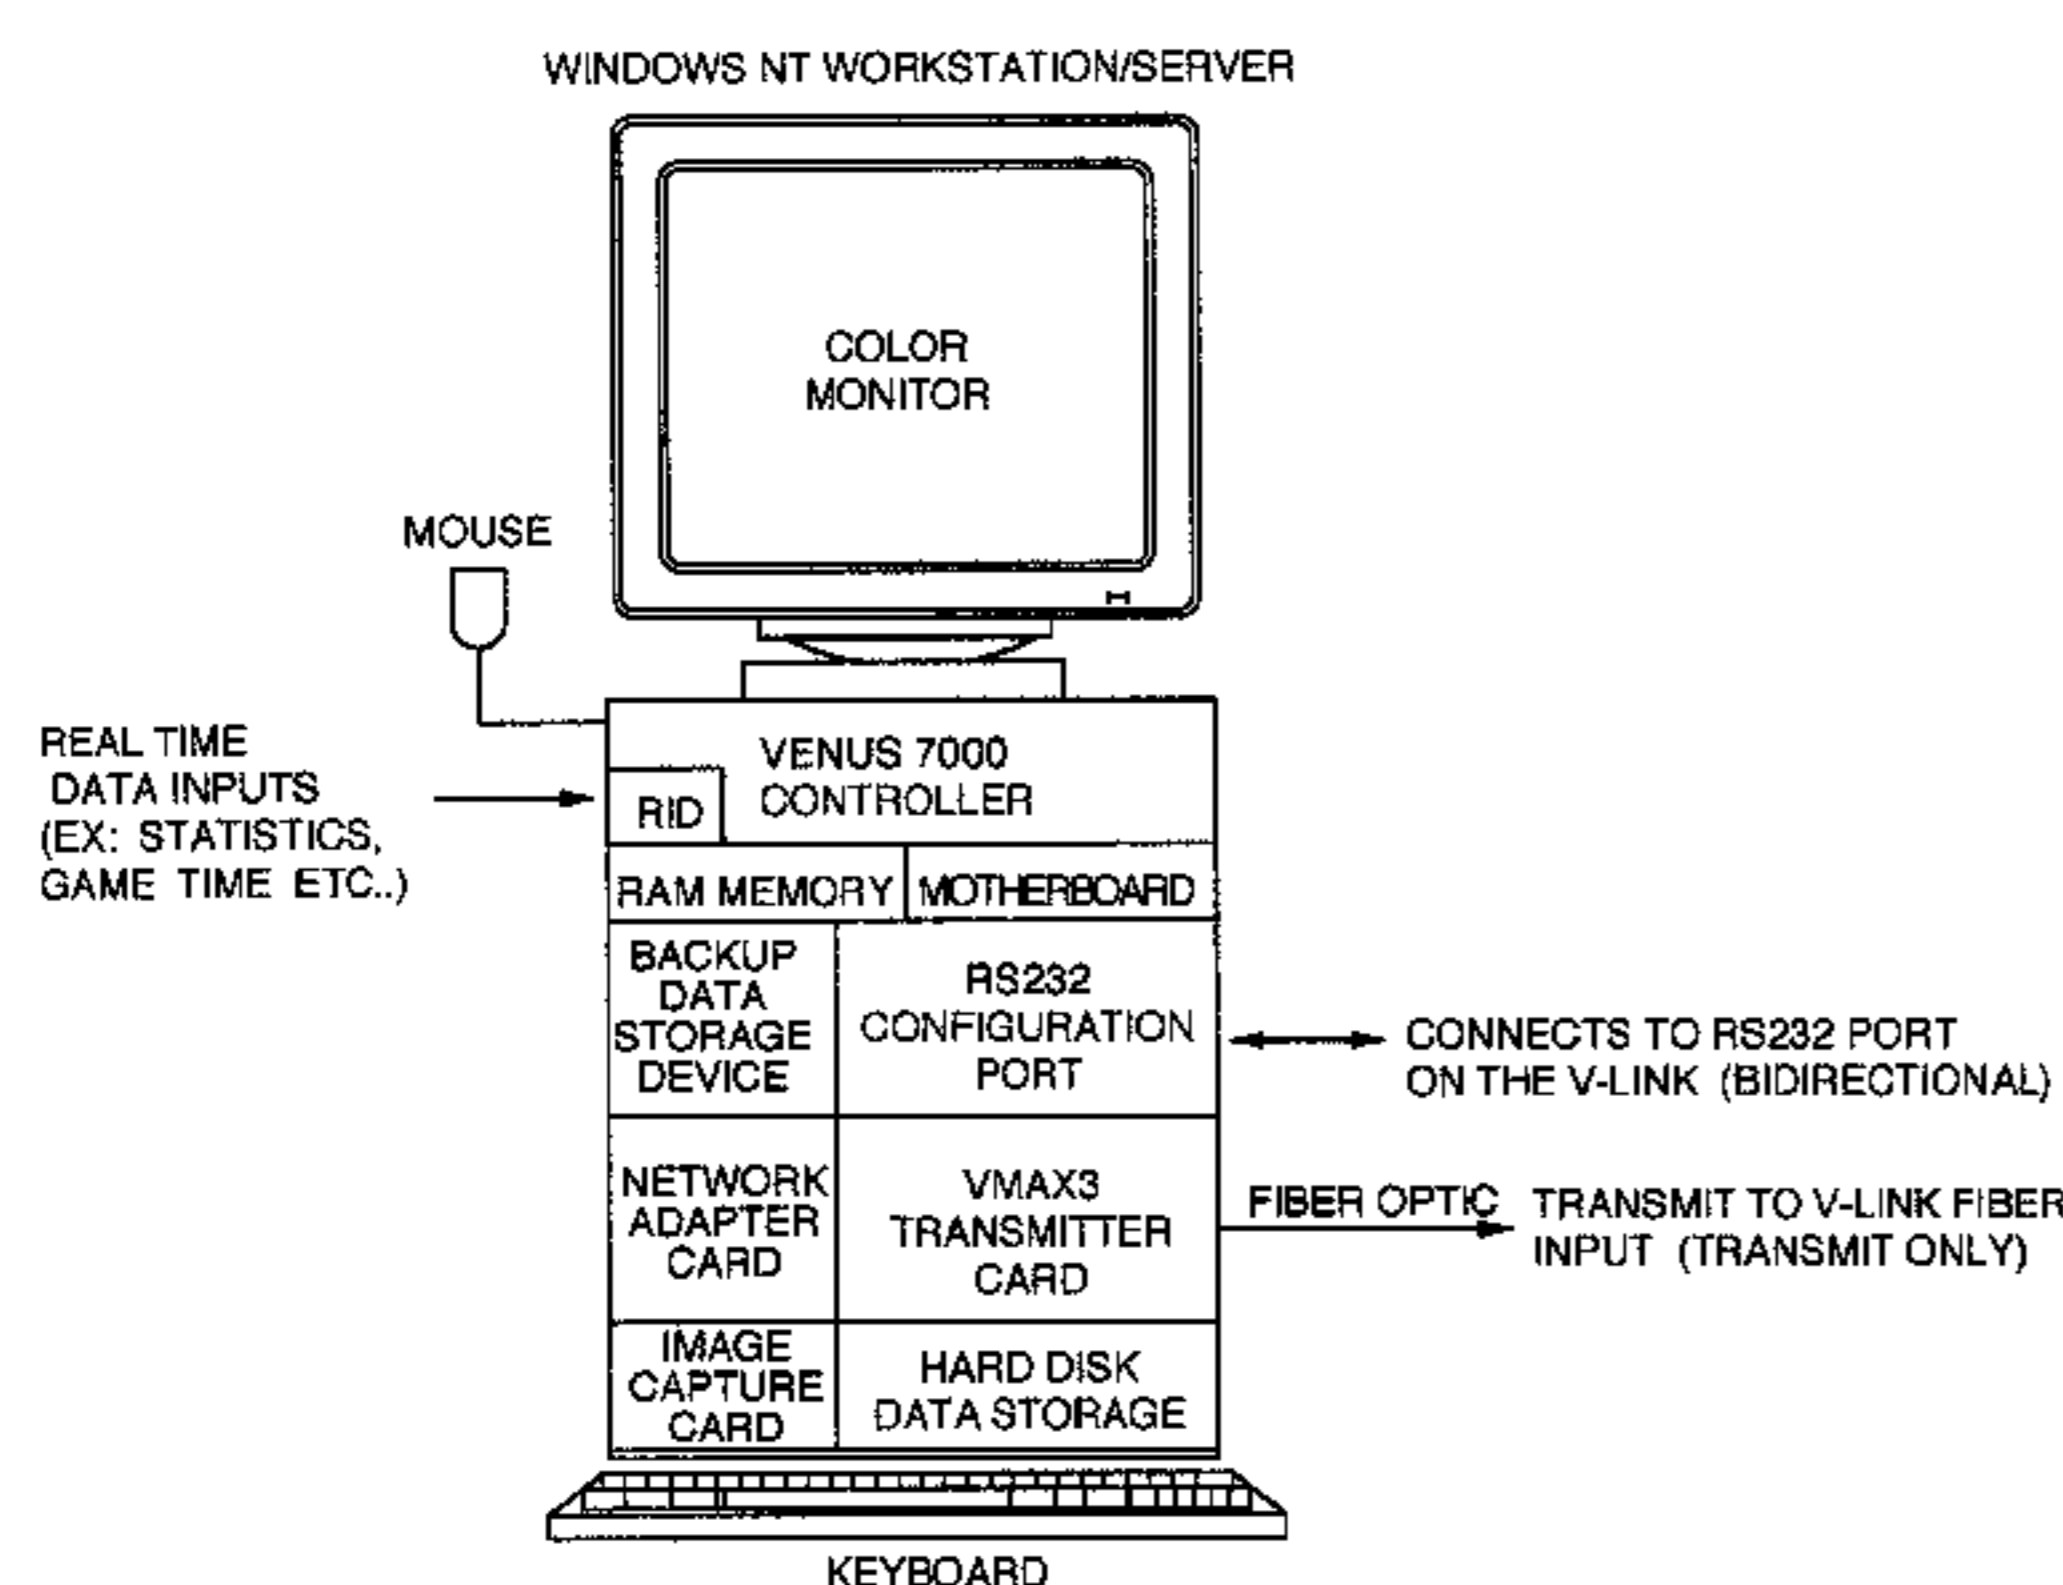 WINDOWS NT WORKSTATION/SERVER
COLOR
MONITOR
MOUSE
REAL TIME
DATA INPUTS
(EX: STATISTICS,
GAME TIME ETC..)
VENUS 7000
CONTROLLER
RID
RAM MEMORY
MOTHERBOARD
BACKUP
DATA
STORAGE
DEVICE
RS232
CONFIGURATION
PORT
CONNECTS TO RS232 PORT
ON THE V-LINK (BIDIRECTIONAL)
NETWORK
ADAPTER
CARD
VMAX3
TRANSMITTER
CARD
FIBER OPTIC
TRANSMIT TO V-LINK FIBER
INPUT (TRANSMIT ONLY)
IMAGE
CAPTURE
CARD
HARD DISK
DATA STORAGE
KEYBOARD